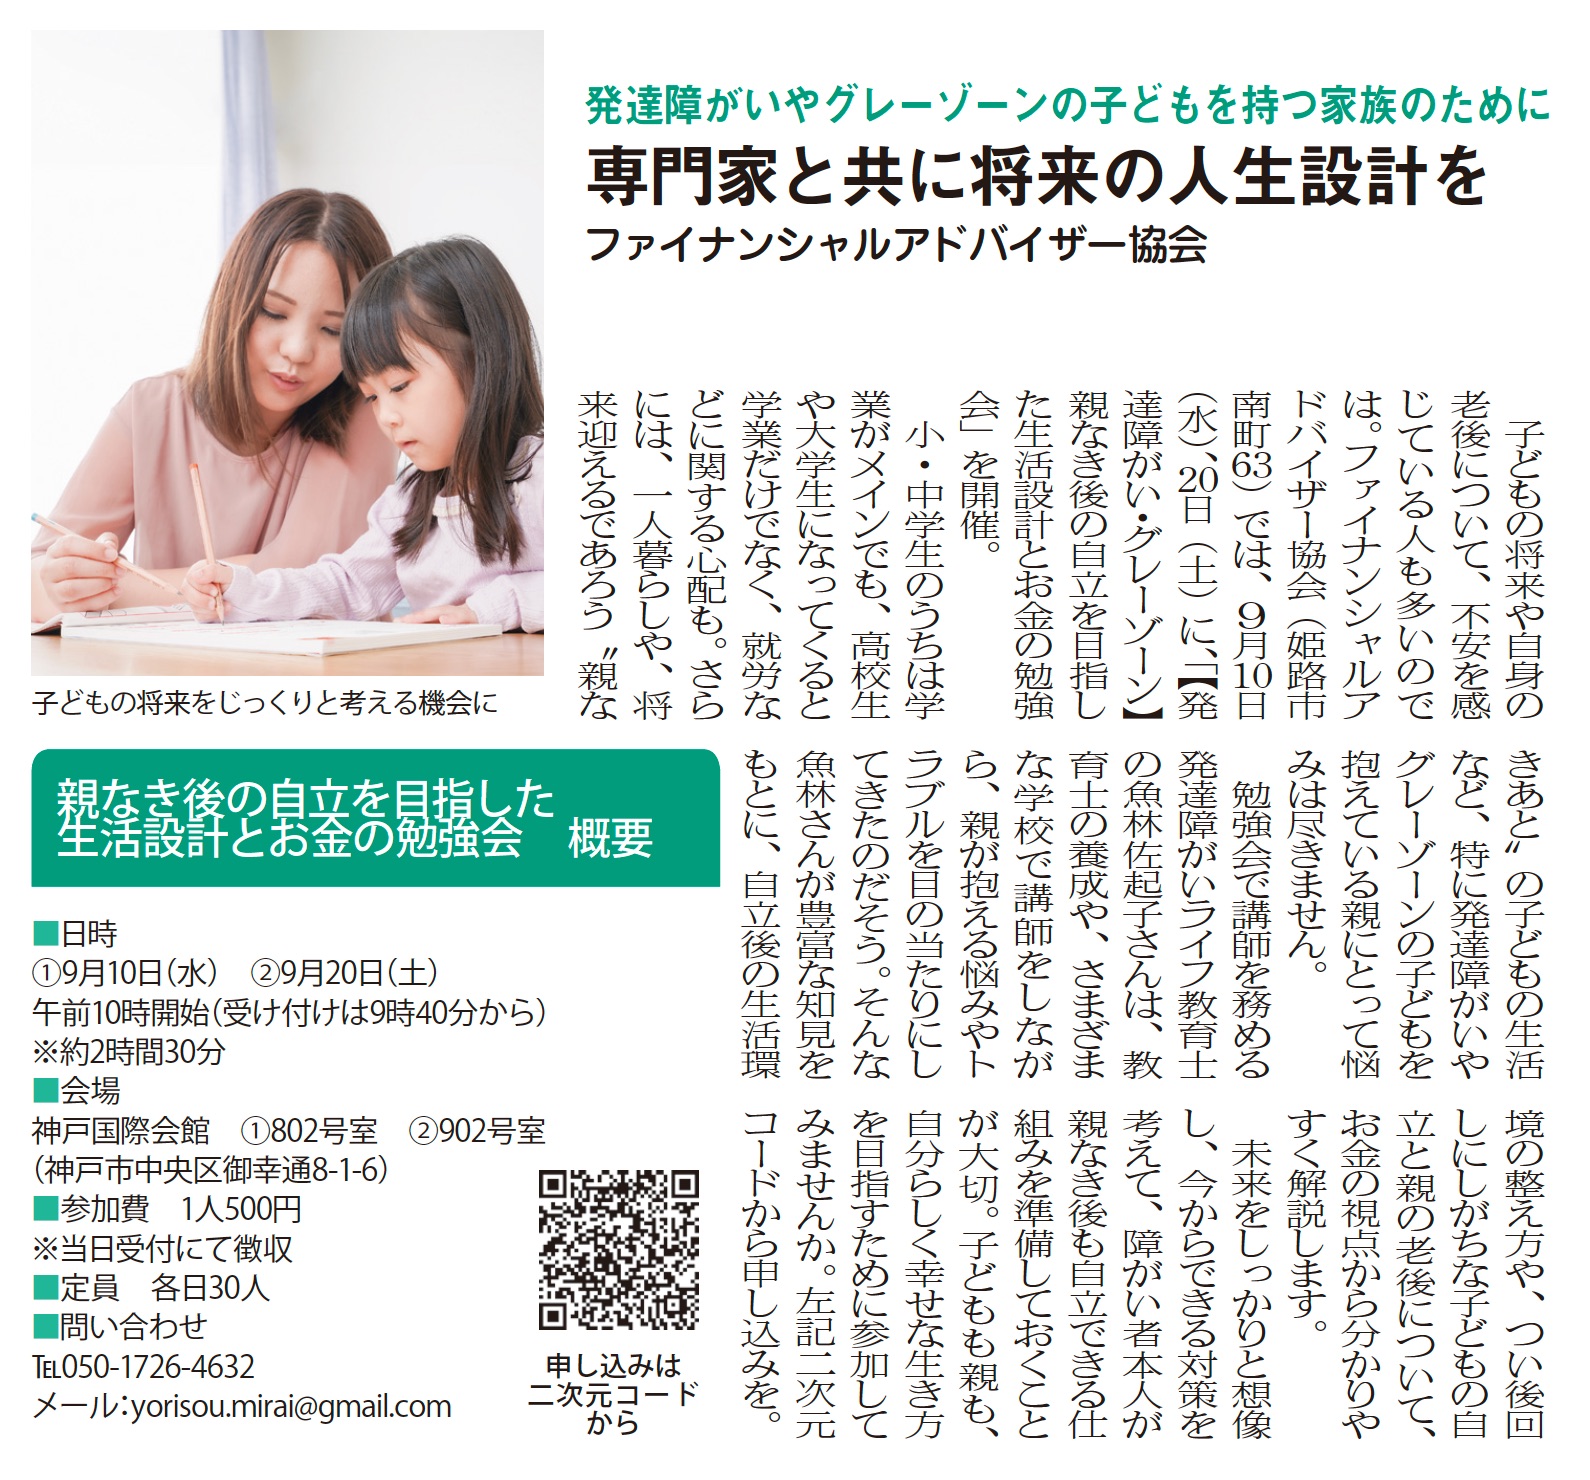 発達障がいやグレーゾーンの子どもを持つ家族のために
専門家と共に将来の人生設計を
ファイナンシャルアドバイザー協会
子どもの将来や自身の
老後について、不安を感
じている人も多いので
は。ファイナンシャルア
ドバイザー協会（姫路市
南町63）では、9月10日
（水）、20日（土）に、「【発
達障がい・グレーゾーン】
親なき後の自立を目指し
た生活設計とお金の勉強
会」を開催。
小・中学生のうちは学
業がメインでも、高校生
や大学生になってくると
学業だけでなく、就労な
どに関する心配も。さら
には、一人暮らしや、将
来迎えるであろう〝親な
きあと〟の子どもの生活
など、特に発達障がいや
グレーゾーンの子どもを
抱えている親にとって悩
みは尽きません。
勉強会で講師を務める
発達障がいライフ教育士
の魚林佐起子さんは、教
育士の養成や、さまざま
な学校で講師をしなが
ら、親が抱える悩みやト
ラブルを目の当たりにし
てきたのだそう。そんな
魚林さんが豊富な知見を
もとに、自立後の生活環
境の整え方や、つい後回
しにしがちな子どもの自
立と親の老後について、
お金の視点から分かりや
すく解説します。
未来をしっかりと想像
し、今からできる対策を
考えて、障がい者本人が
親なき後も自立できる仕
組みを準備しておくこと
が大切。子どもも親も、
自分らしく幸せな生き方
を目指すために参加して
みませんか。左記二次元
コードから申し込みを。
子どもの将来をじっくりと考える機会に
親なき後の自立を目指した
生活設計とお金の勉強会　概要
■日時
①9月10日（水）　②9月20日（土）
午前10時開始（受け付けは9時40分から）
※約2時間30分
■会場
神戸国際会館　①802号室　②902号室
（神戸市中央区御幸通8-1-6）
■参加費　1人500円
※当日受付にて徴収
■定員　各日30人
■問い合わせ
℡050-1726-4632
メール：yorisou.mirai@gmail.com
申し込みは
二次元コード
から